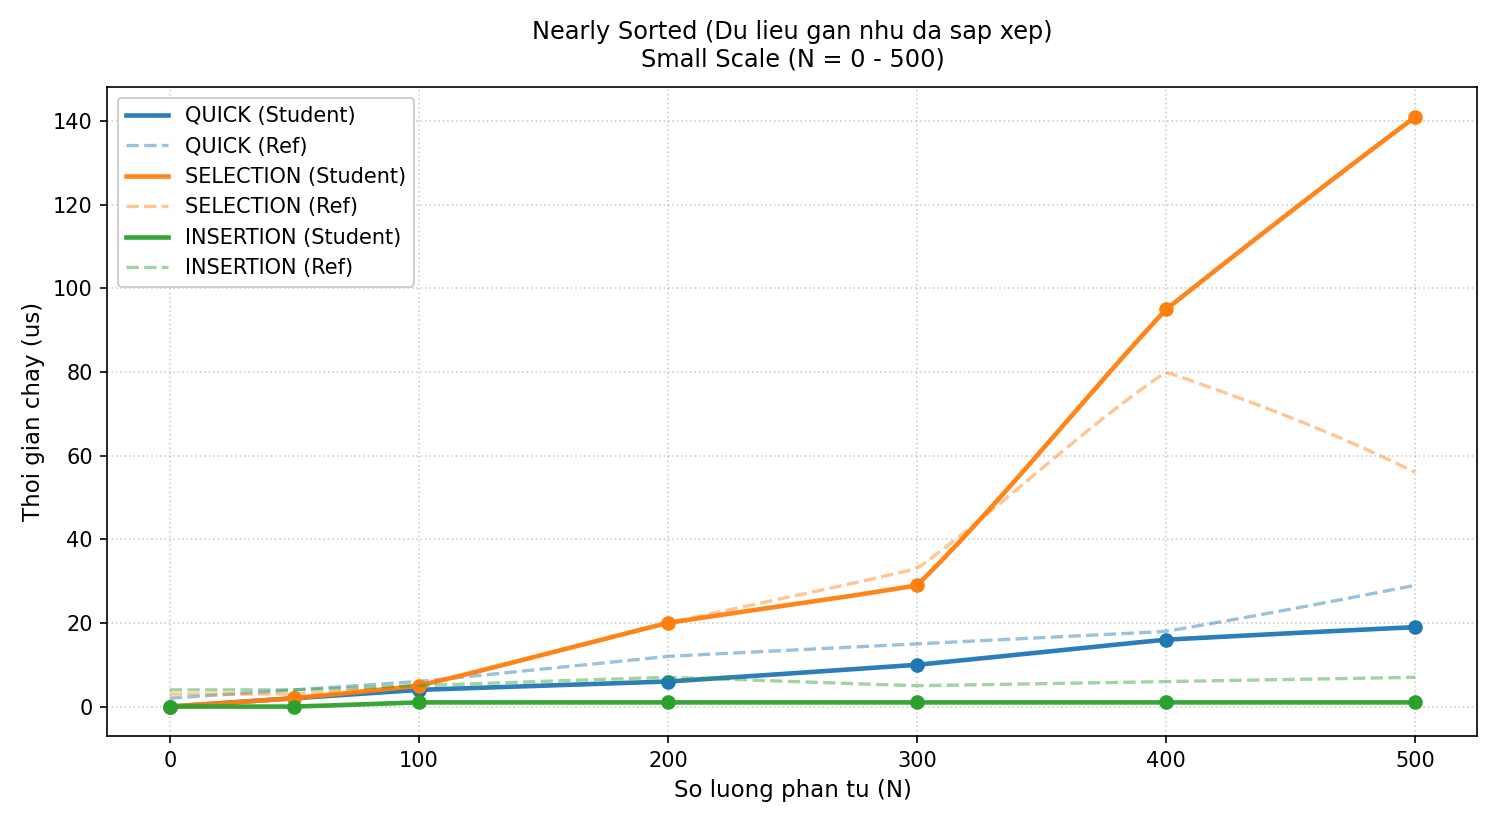 Nearly Sorted (Du lieu gan nhu da sap xep)
Small Scale (N = 0 - 500)
QUICK (Student)
QUICK (Ref)
SELECTION (Student)
SELECTION (Ref)
INSERTION (Student)
INSERTION (Ref)
Thoi gian chay (us)
140
120
100
80
60
40
20
0
0 100 200 300 400 500
So luong phan tu (N)